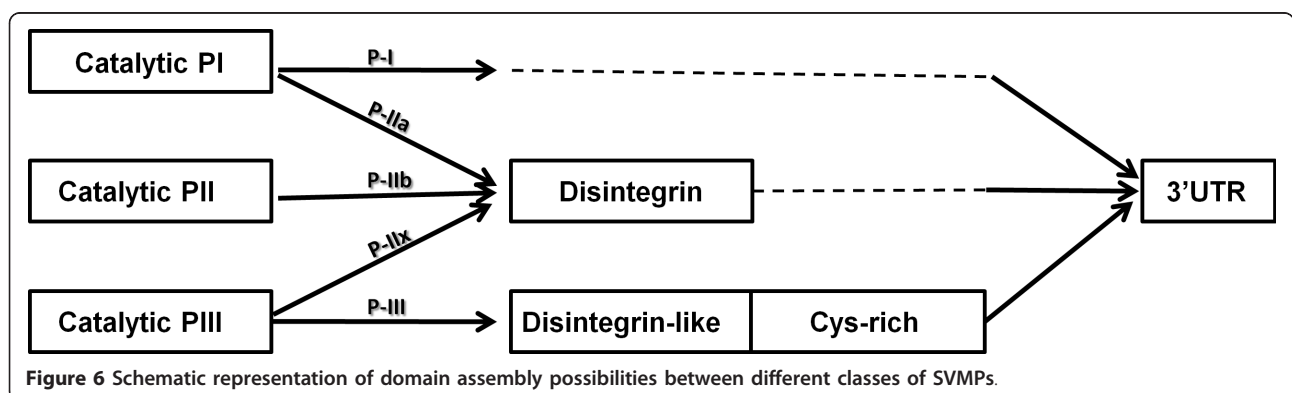 Catalytic PI
P-I
P-IIa
Catalytic PII
P-IIb
Disintegrin
3'UTR
P-IIx
Catalytic PIII
P-III
Disintegrin-like
Cys-rich
Figure 6 Schematic representation of domain assembly possibilities between different classes of SVMPs.